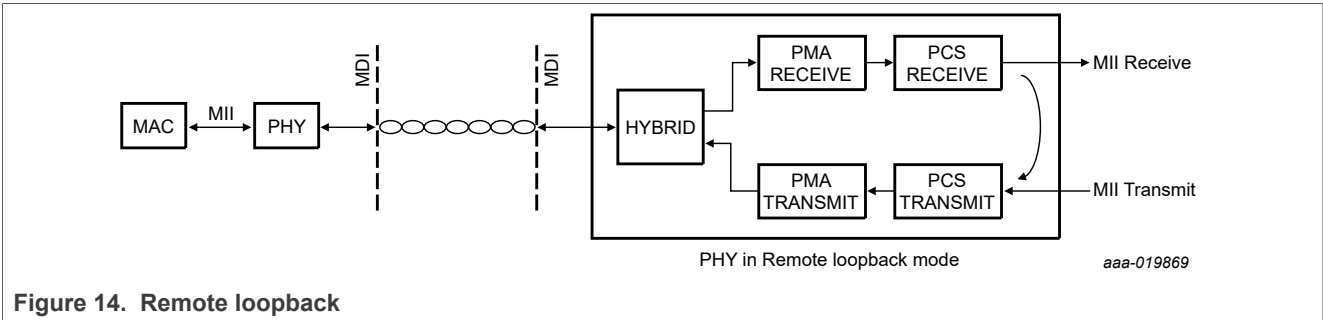 MAC
MII
PHY
MDI
MDI
HYBRID
PMA
RECEIVE
PCS
RECEIVE
MII Receive
PMA
TRANSMIT
PCS
TRANSMIT
MII Transmit
PHY in Remote loopback mode
aaa-019869
Figure 14. Remote loopback